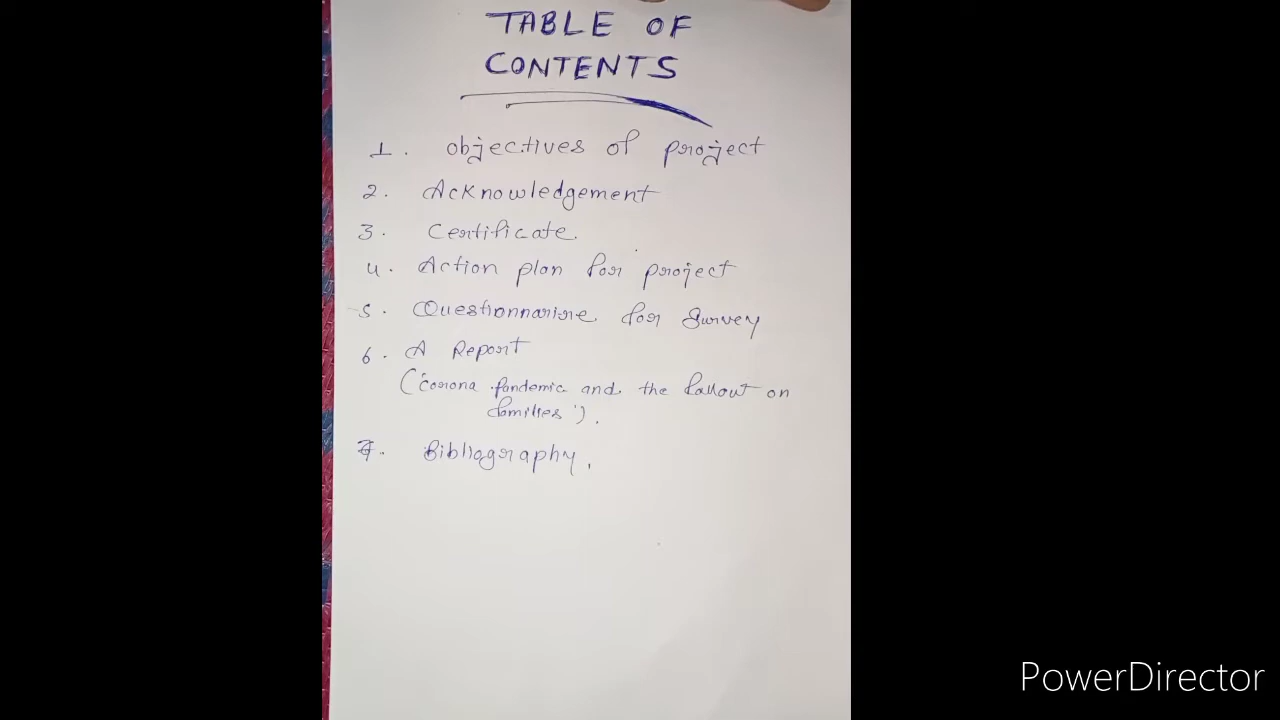 TABLE OF
CONTENTS
1. Objectives of project
2. Acknowledgement
3. Certificate.
4. Action plan for project
5. Questionnarire for Survey
6. A Report
('Corona pandemic and the fallout on
families').
7. Bibliography.
PowerDirector